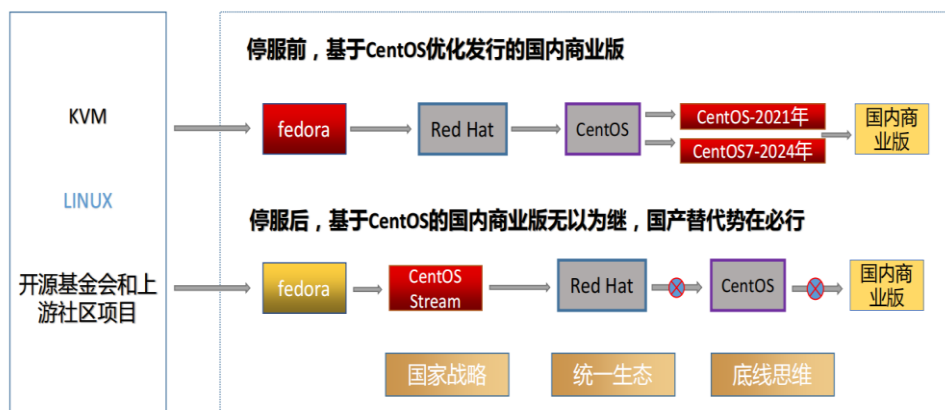 停服前，基于CentOS优化发行的国内商业版
KVM
fedora
Red Hat
CentOS
CentOS-2021年
CentOS7-2024年
国内商
业版
LINUX
停服后，基于CentOS的国内商业版无以为继，国产替代势在必行
开源基金会和上
游社区项目
fedora
CentOS
Stream
Red Hat
CentOS
国内商
业版
国家战略
统一生态
底线思维